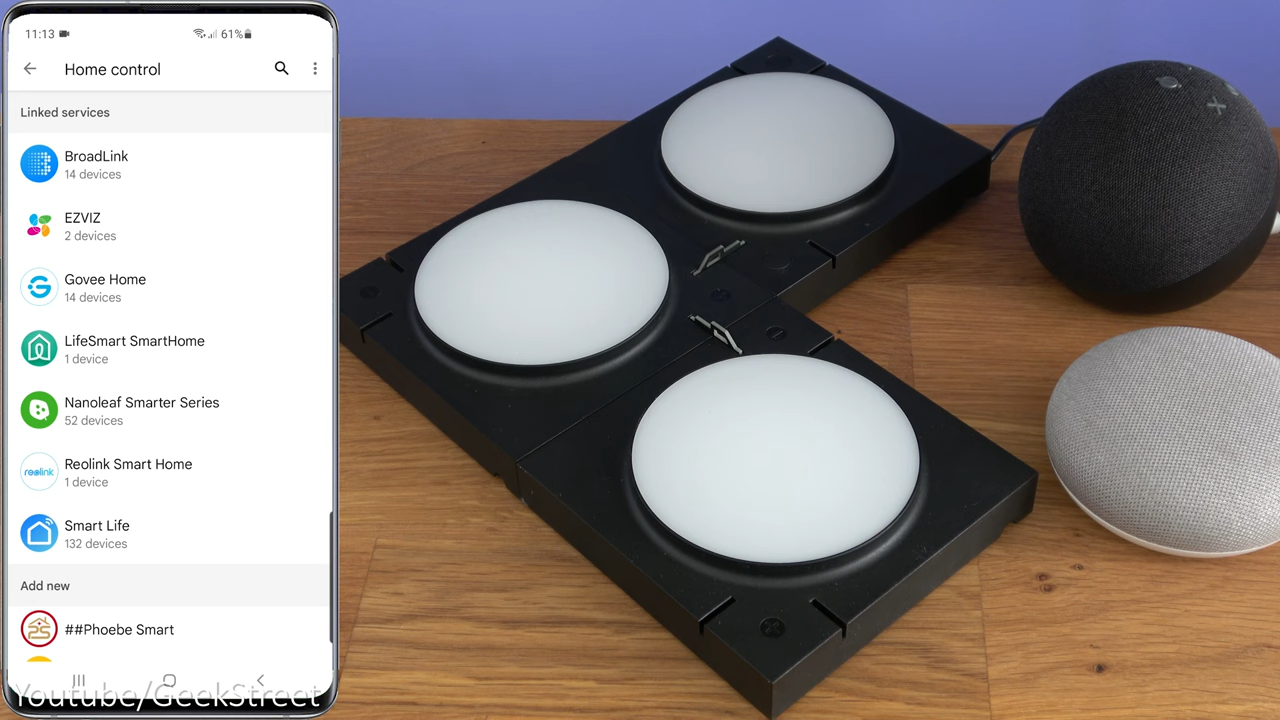 11:13
61%
Home control
Linked services
BroadLink
14 devices
EZVIZ
2 devices
Govee Home
14 devices
LifeSmart SmartHome
1 device
Nanoleaf Smarter Series
52 devices
reolink
Reolink Smart Home
1 device
Smart Life
132 devices
Add new
PS
##Phoebe Smart
Youtube/GeekStreet